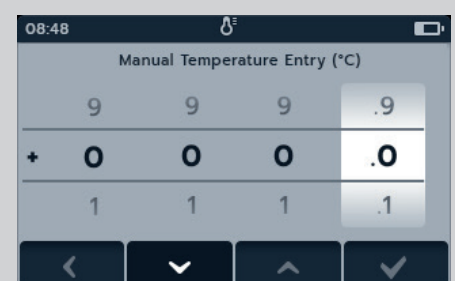 08:48
Manual Temperature Entry (°C)
9 9 9 .9
+ 0 0 0 .0
1 1 1 .1